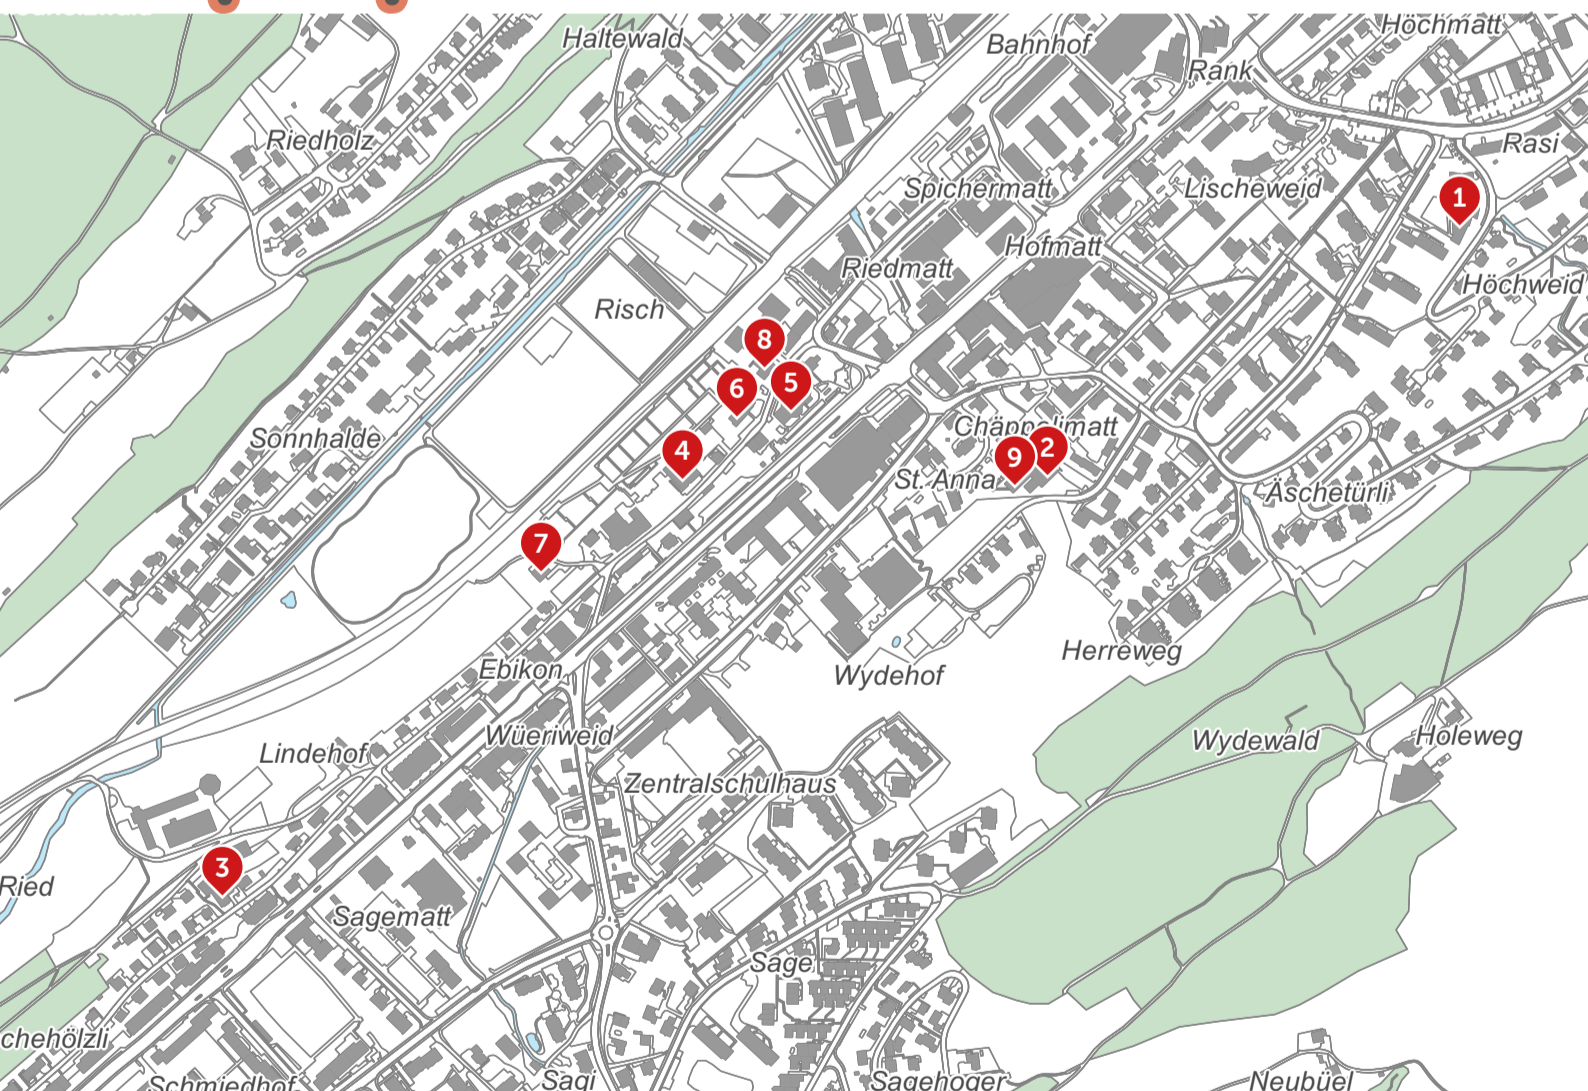 Haltewald
Bahnhof
Höchmatt
Rank
Riedholz
Rasi
Spichermatt
Lischeweid
1
Hofmatt
Riedmatt
Höchweid
Risch
8
5
6
Chäppelimatt
Sonnhalde
4
9
2
St. Anna
Äschetürli
7
Herreweg
Ebikon
Wydehof
Wüeriweid
Wydewald
Holeweg
Lindehof
Zentralschulhaus
3
Ried
Sagematt
Sage
chehölzli
Schmiedhof
Sagi
Sagehoger
Neubüel